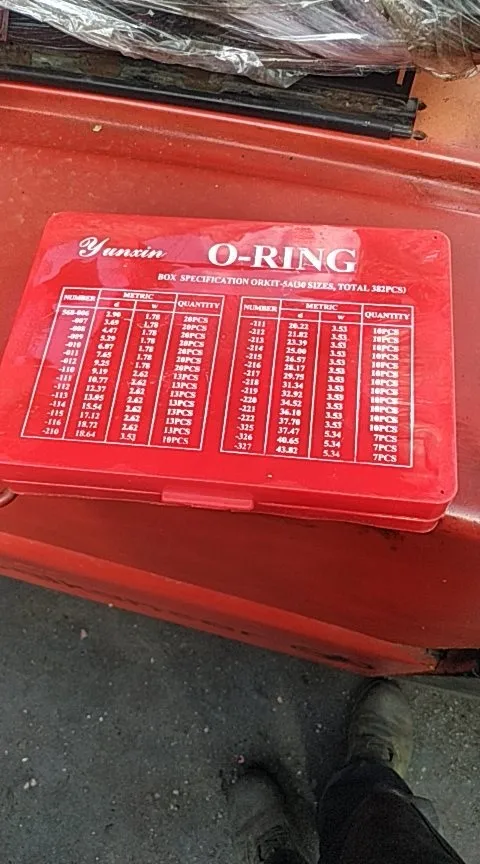 Yunxin O-RING
BOX SPECIFICATION ORKIT-5A(30 SIZES, TOTAL 382PCS)
NUMBER METRIC QUANTITY
d w
568-006 2.90 1.78 20PCS
-007 3.69 1.78 20PCS
-008 4.47 1.78 20PCS
-009 5.29 1.78 20PCS
-010 6.07 1.78 20PCS
-011 7.65 1.78 20PCS
-012 9.25 1.78 20PCS
-110 9.19 2.62 13PCS
-111 10.77 2.62 13PCS
-112 12.37 2.62 13PCS
-113 13.95 2.62 13PCS
-114 15.54 2.62 13PCS
-115 17.12 2.62 13PCS
-116 18.72 2.62 13PCS
-210 18.64 3.53 10PCS
NUMBER METRIC QUANTITY
d w
-211 20.22 3.53 10PCS
-212 21.82 3.53 10PCS
-213 23.39 3.53 10PCS
-214 25.00 3.53 10PCS
-215 26.57 3.53 10PCS
-216 28.17 3.53 10PCS
-217 29.75 3.53 10PCS
-218 31.34 3.53 10PCS
-219 32.92 3.53 10PCS
-220 34.52 3.53 10PCS
-221 36.10 3.53 10PCS
-222 37.70 3.53 10PCS
-325 37.47 5.34 7PCS
-326 40.65 5.34 7PCS
-327 43.82 5.34 7PCS